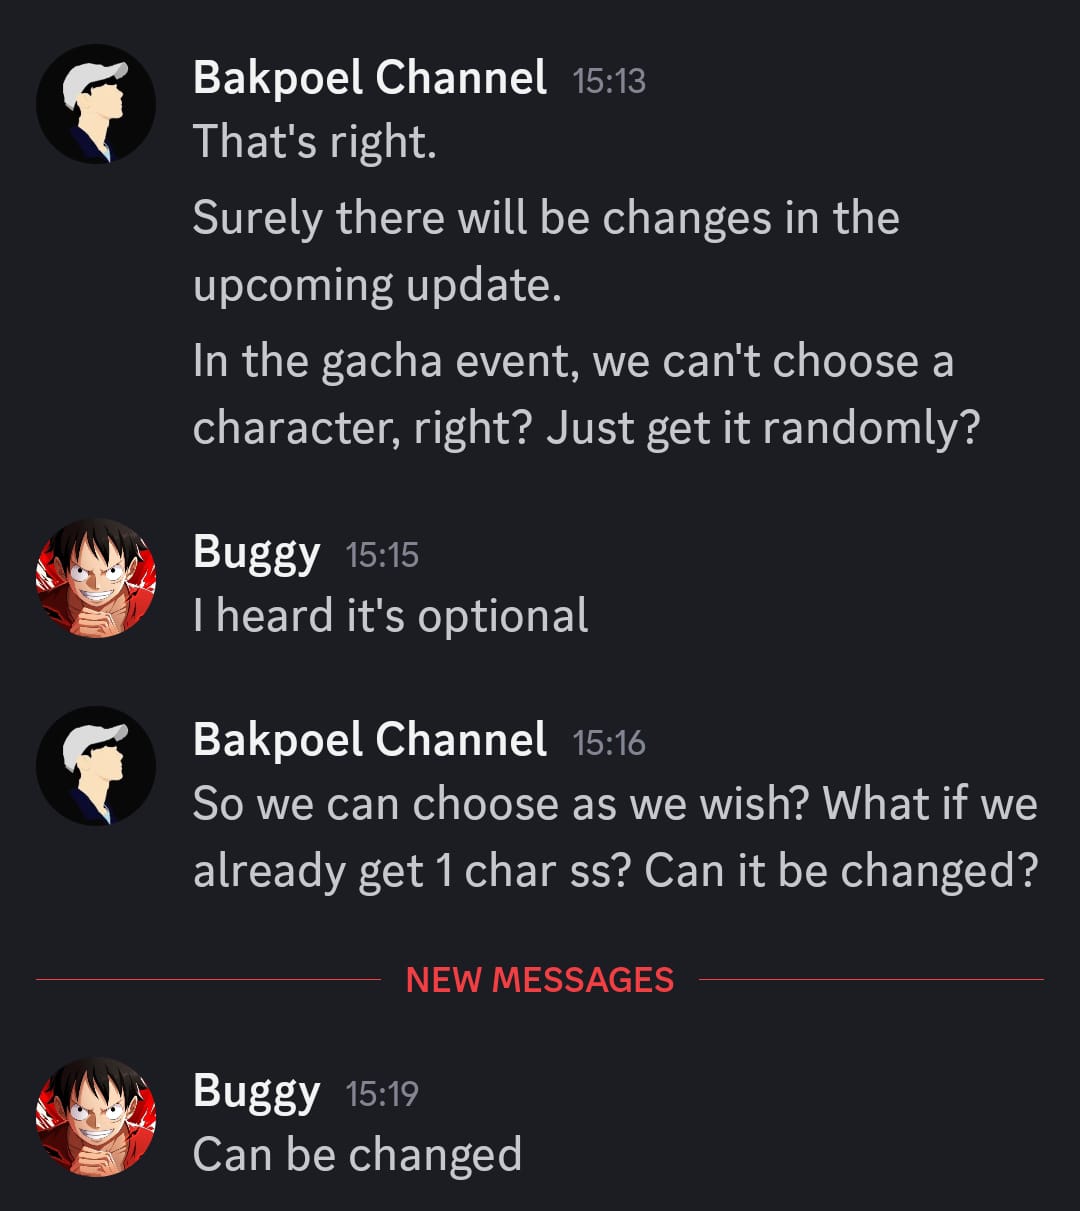 Bakpoel Channel 15:13
That's right.
Surely there will be changes in the
upcoming update.
In the gacha event, we can't choose a
character, right? Just get it randomly?
Buggy 15:15
I heard it's optional
Bakpoel Channel 15:16
So we can choose as we wish? What if we
already get 1 char ss? Can it be changed?
NEW MESSAGES
Buggy 15:19
Can be changed